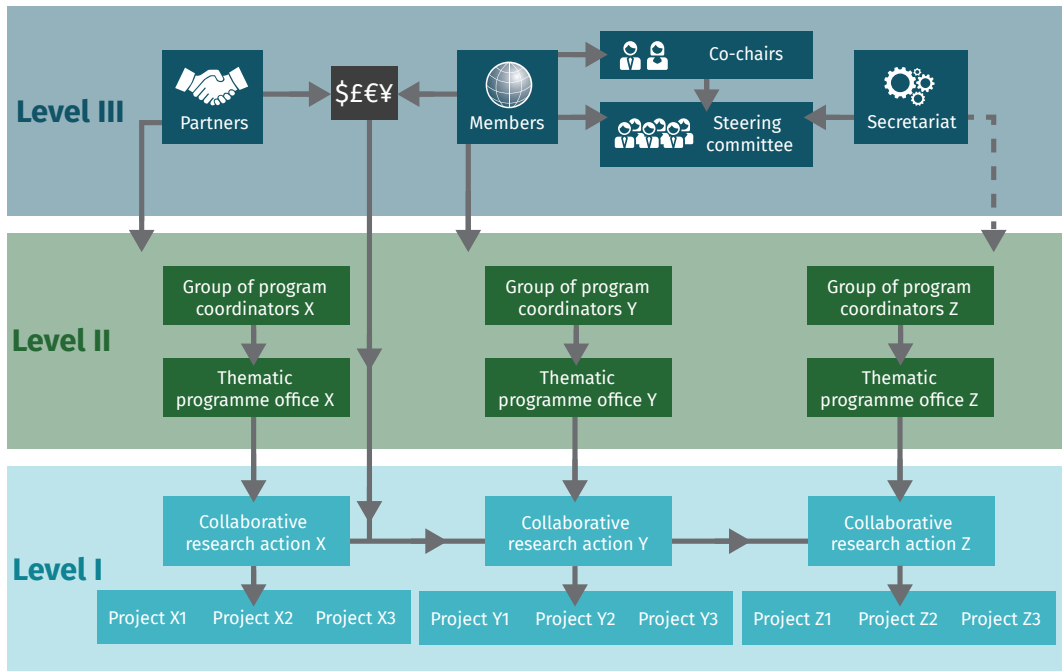 Level III
Partners
$£€¥
Members
Co-chairs
Steering
committee
Secretariat
Level II
Group of program
coordinators X
Group of program
coordinators Y
Group of program
coordinators Z
Thematic
programme office X
Thematic
programme office Y
Thematic
programme office Z
Level I
Collaborative
research action X
Collaborative
research action Y
Collaborative
research action Z
Project X1 Project X2 Project X3
Project Y1 Project Y2 Project Y3
Project Z1 Project Z2 Project Z3